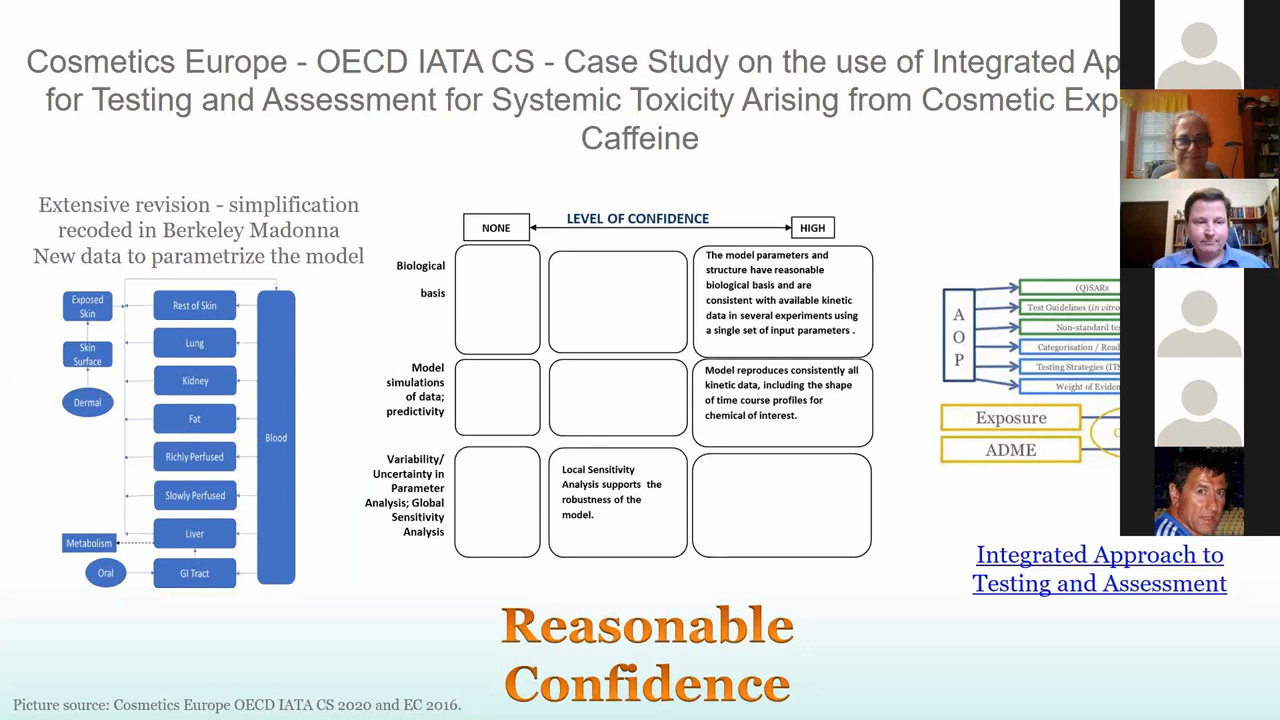 Cosmetics Europe - OECD IATA CS - Case Study on the use of Integrated
for Testing and Assessment for Systemic Toxicity Arising from Cosmetic
Caffeine
Extensive revision - simplification
recoded in Berkeley Madonna
New data to parametrize the model
Exposed
Skin
Skin
Surface
Dermal
Rest of Skin
Lung
Kidney
Fat
Richly Perfused
Slowly Perfused
Liver
Metabolism
Oral
GI Tract
Blood
LEVEL OF CONFIDENCE
NONE
HIGH
Biological
basis
The model parameters and
structure have reasonable
biological basis and are
consistent with available kinetic
data in several experiments using
a single set of input parameters .
Model
simulations
of data;
predictivity
Model reproduces consistently all
kinetic data, including the shape
of time course profiles for
chemical of interest.
Variability/
Uncertainty in
Parameter
Analysis; Global
Sensitivity
Analysis
Local Sensitivity
Analysis supports the
robustness of the
model.
A
O
P
(Q)SARs
Test Guidelines (in vitro
Non-standard
Categorisation /
Testing Strategies
Weight of
Exposure
ADME
Integrated Approach to
Testing and Assessment
Reasonable
Confidence
Picture source: Cosmetics Europe OECD IATA CS 2020 and EC 2016.